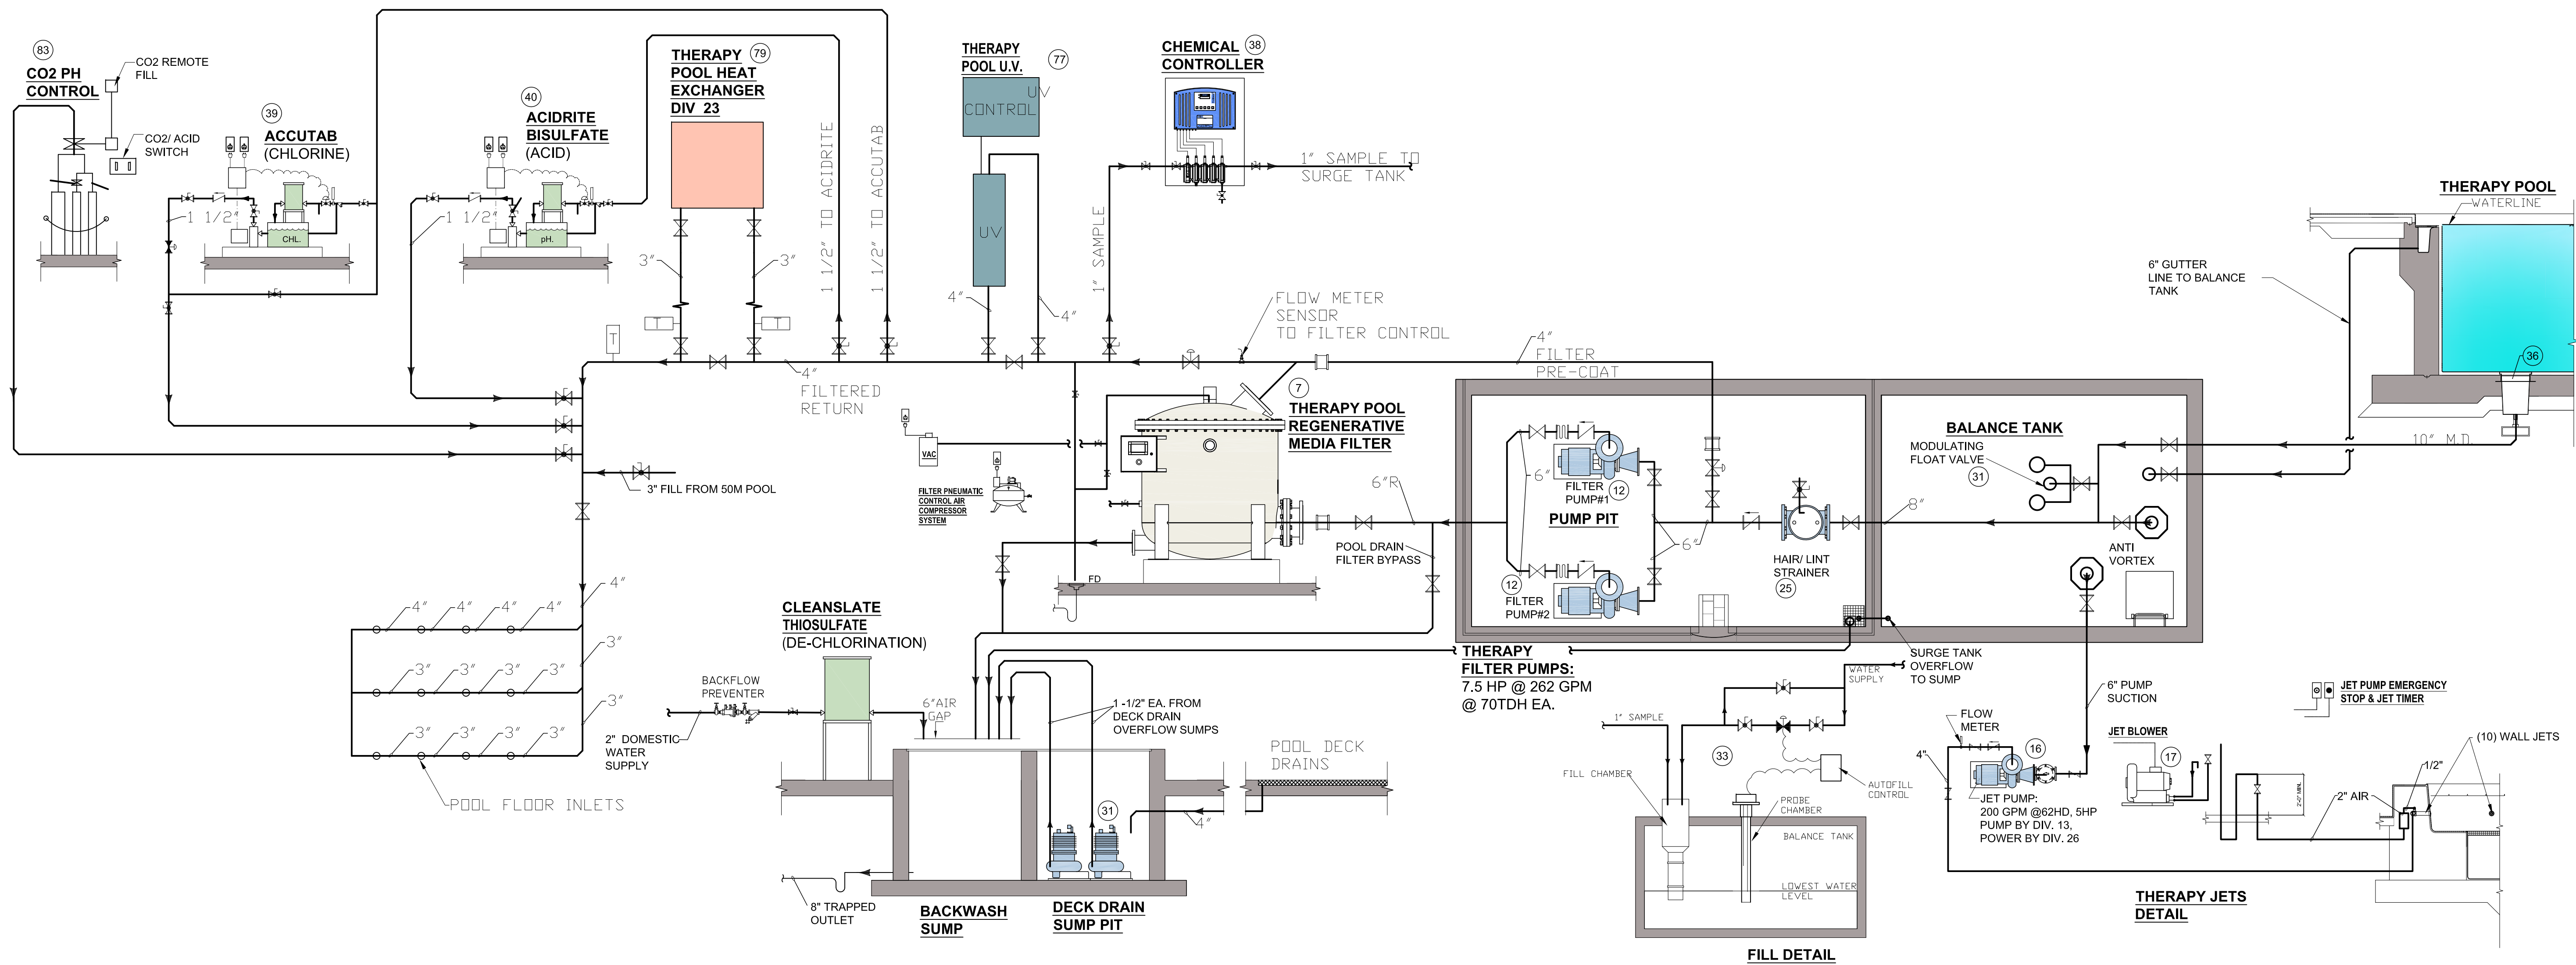 83
CO2 PH
CONTROL
CO2 REMOTE
FILL
CO2/ ACID
SWITCH
39
ACCUTAB
(CHLORINE)
CHL.
1 1/2"
40
ACIDRITE
BISULFATE
(ACID)
pH.
1 1/2"
THERAPY 79
POOL HEAT
EXCHANGER
DIV 23
3"
3"
T
T
T
1 1/2" TO ACIDRITE
1 1/2" TO ACCUTAB
THERAPY
POOL U.V.
77
UV
CONTROL
UV
4"
4"
CHEMICAL 38
CONTROLLER
1" SAMPLE
1" SAMPLE TO
SURGE TANK
FLOW METER
SENSOR
TO FILTER CONTROL
4"
FILTER
PRE-COAT
4"
FILTERED
RETURN
VAC
FILTER PNEUMATIC
CONTROL AIR
COMPRESSOR
SYSTEM
7
THERAPY POOL
REGENERATIVE
MEDIA FILTER
6"R
POOL DRAIN
FILTER BYPASS
FD
3" FILL FROM 50M POOL
4"
4"
4"
4"
4"
3"
3"
3"
3"
3"
3"
3"
3"
3"
3"
POOL FLOOR INLETS
6"
FILTER
PUMP#1
12
PUMP PIT
12
FILTER
PUMP#2
6"
HAIR/ LINT
STRAINER
25
8"
BALANCE TANK
MODULATING
FLOAT VALVE
31
ANTI
VORTEX
THERAPY POOL
WATERLINE
6" GUTTER
LINE TO BALANCE
TANK
36
10" M.D.
THERAPY
FILTER PUMPS:
7.5 HP @ 262 GPM
@ 70TDH EA.
SURGE TANK
OVERFLOW
TO SUMP
CLEANSLATE
THIOSULFATE
(DE-CHLORINATION)
BACKFLOW
PREVENTER
2" DOMESTIC
WATER
SUPPLY
6"AIR
GAP
1 -1/2" EA. FROM
DECK DRAIN
OVERFLOW SUMPS
POOL DECK
DRAINS
31
4"
8" TRAPPED
OUTLET
BACKWASH
SUMP
DECK DRAIN
SUMP PIT
WATER
SUPPLY
1" SAMPLE
33
FILL CHAMBER
PROBE
CHAMBER
AUTOFILL
CONTROL
BALANCE TANK
LOWEST WATER
LEVEL
FILL DETAIL
6" PUMP
SUCTION
FLOW
METER
16
4"
JET PUMP:
200 GPM @62HD, 5HP
PUMP BY DIV. 13,
POWER BY DIV. 26
JET PUMP EMERGENCY
STOP & JET TIMER
JET BLOWER
17
2" AIR
1/2"
(10) WALL JETS
THERAPY JETS
DETAIL